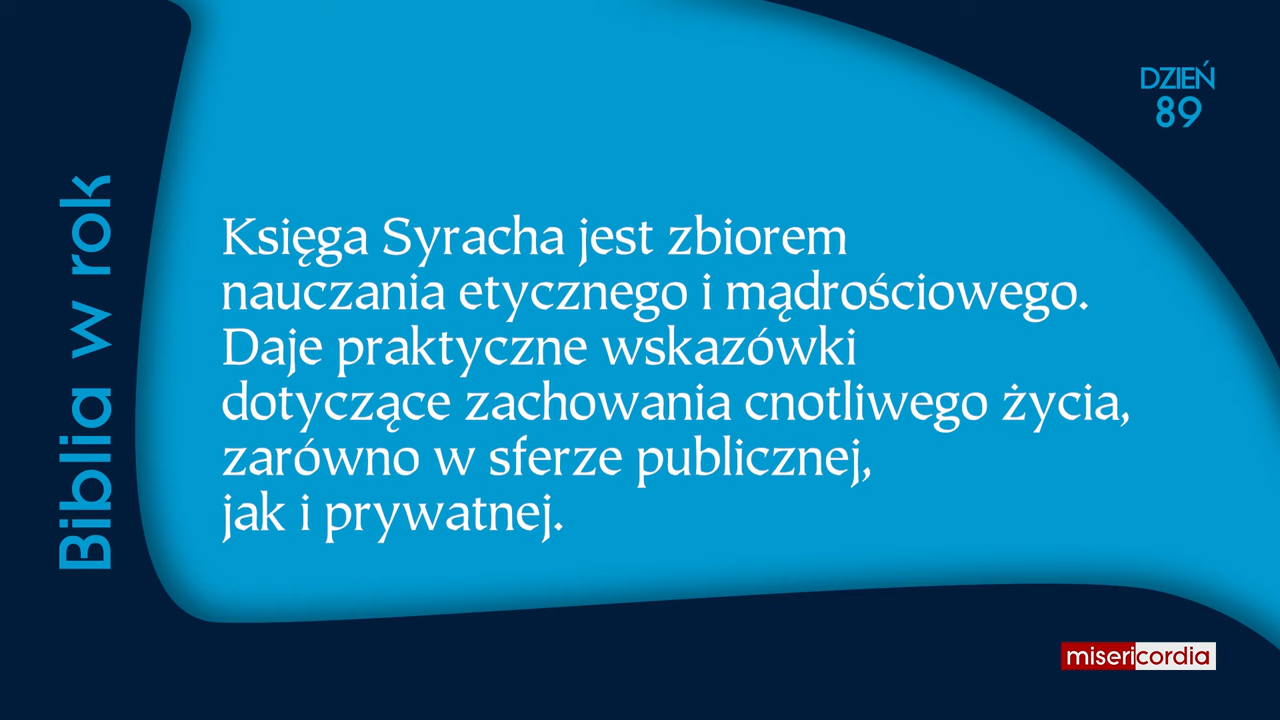 DZIEŃ
89
Biblia w rok
Księga Syracha jest zbiorem
nauczania etycznego i mądrościowego.
Daje praktyczne wskazówki
dotyczące zachowania cnotliwego życia,
zarówno w sferze publicznej,
jak i prywatnej.
misericordia